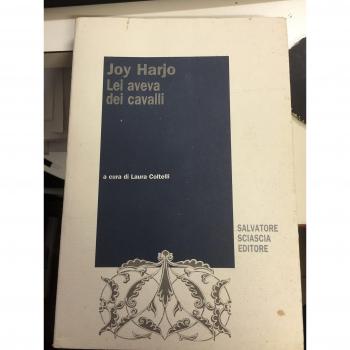 Joy Harjo
Lei aveva
dei cavalli
a cura di Laura Coltelli
SALVATORE
SCIASCIA
EDITORE